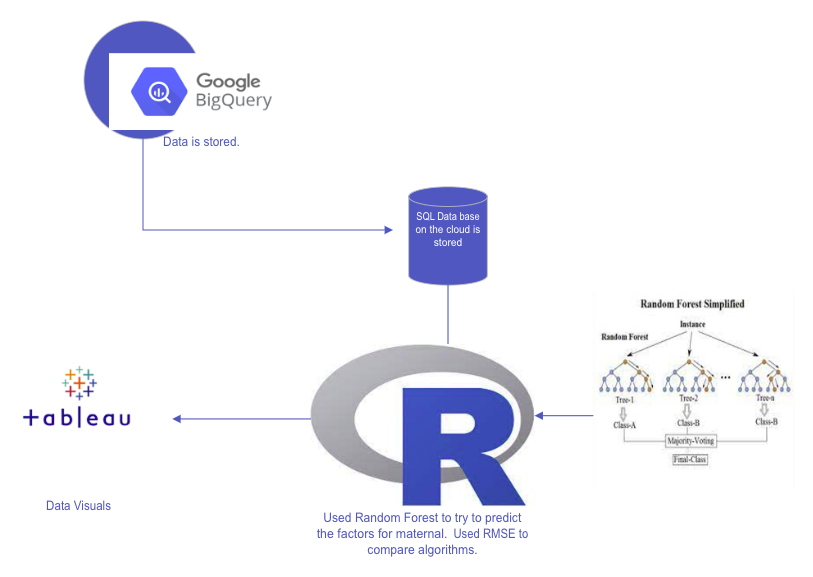 Google
BigQuery
Data is stored.
SQL Data base
on the cloud is
stored
Random Forest Simplified
Instance
Random Forest
...
Tree-1
Tree-2
Tree-n
Class-A
Class-B
Class-B
Majority-Voting
Final-Class
+ableau
R
Data Visuals
Used Random Forest to try to predict
the factors for maternal. Used RMSE to
compare algorithms.